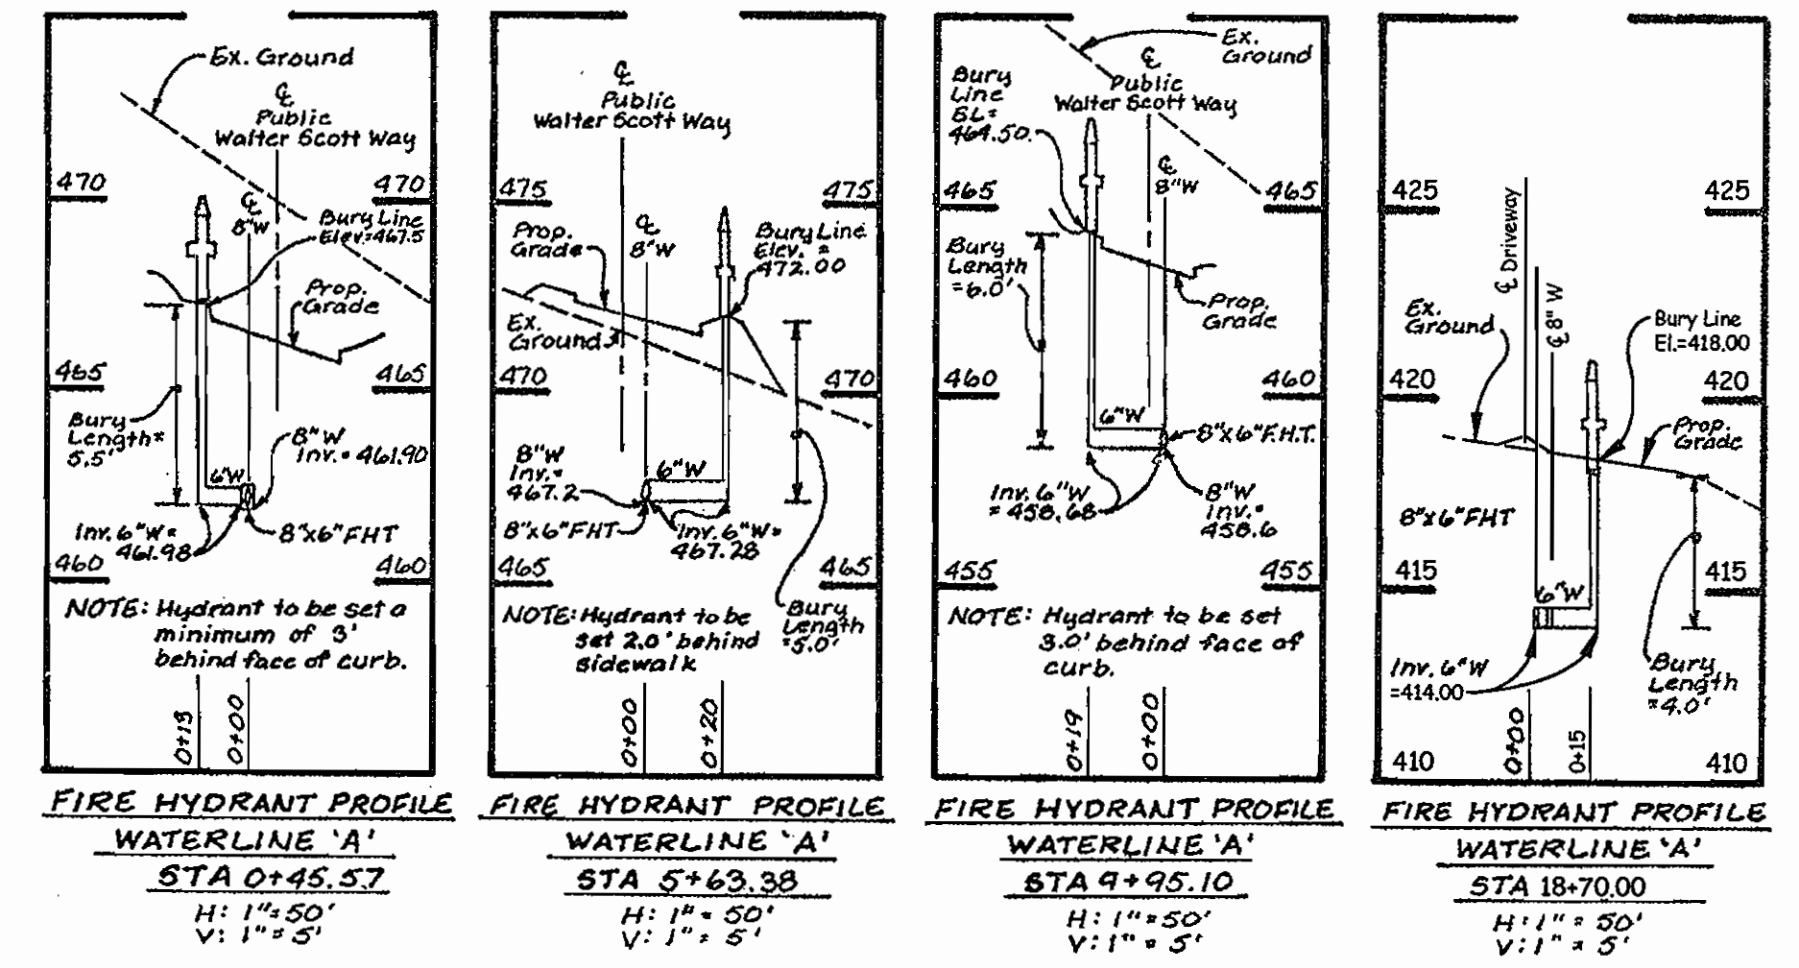 Ex. Ground
℄
Public
Walter Scott Way
470
470
℄
8"W
Bury Line
Elev.=467.5
Prop.
Grade
465
465
Bury
Length=
5.5'
8"W
Inv.=461.90
6"W
Inv. 6"W=
461.98
8"x6"FHT
460
460
NOTE: Hydrant to be set a
minimum of 3'
behind face of curb.
0+13
0+00
FIRE HYDRANT PROFILE
WATERLINE 'A'
STA 0+45.57
H: 1"=50'
V: 1"=5'
℄
Public
Walter Scott Way
475
475
℄
8"W
Prop.
Grade
Bury Line
Elev.=
472.00
Ex.
Ground
470
470
8"W
Inv.=
467.2
6"W
8"x6"FHT
Inv. 6"W=
467.28
465
465
Bury
Length
=5.0'
NOTE: Hydrant to be
set 2.0' behind
sidewalk
0+00
0+20
FIRE HYDRANT PROFILE
WATERLINE 'A'
STA 5+63.38
H: 1"=50'
V: 1"=5'
Ex.
Ground
℄
Public
Walter Scott Way
Bury
Line
EL=
464.50
℄
8"W
465
465
Bury
Length
=6.0'
Prop.
Grade
460
460
6"W
8"x6"F.H.T.
Inv. 6"W
=458.68
8"W
Inv.=
458.6
455
455
NOTE: Hydrant to be set
3.0' behind face of
curb.
0+19
0+00
FIRE HYDRANT PROFILE
WATERLINE 'A'
STA 9+95.10
H: 1"=50'
V: 1"=5'
425
425
℄ Driveway
℄ 8" W
Ex.
Ground
Bury Line
El.=418.00
420
420
Prop.
Grade
8"x6"FHT
415
415
6"W
Inv. 6"W
=414.00
Bury
Length
=4.0'
0+00
0+15
410
410
FIRE HYDRANT PROFILE
WATERLINE 'A'
STA 18+70.00
H: 1" = 50'
V: 1" = 5'